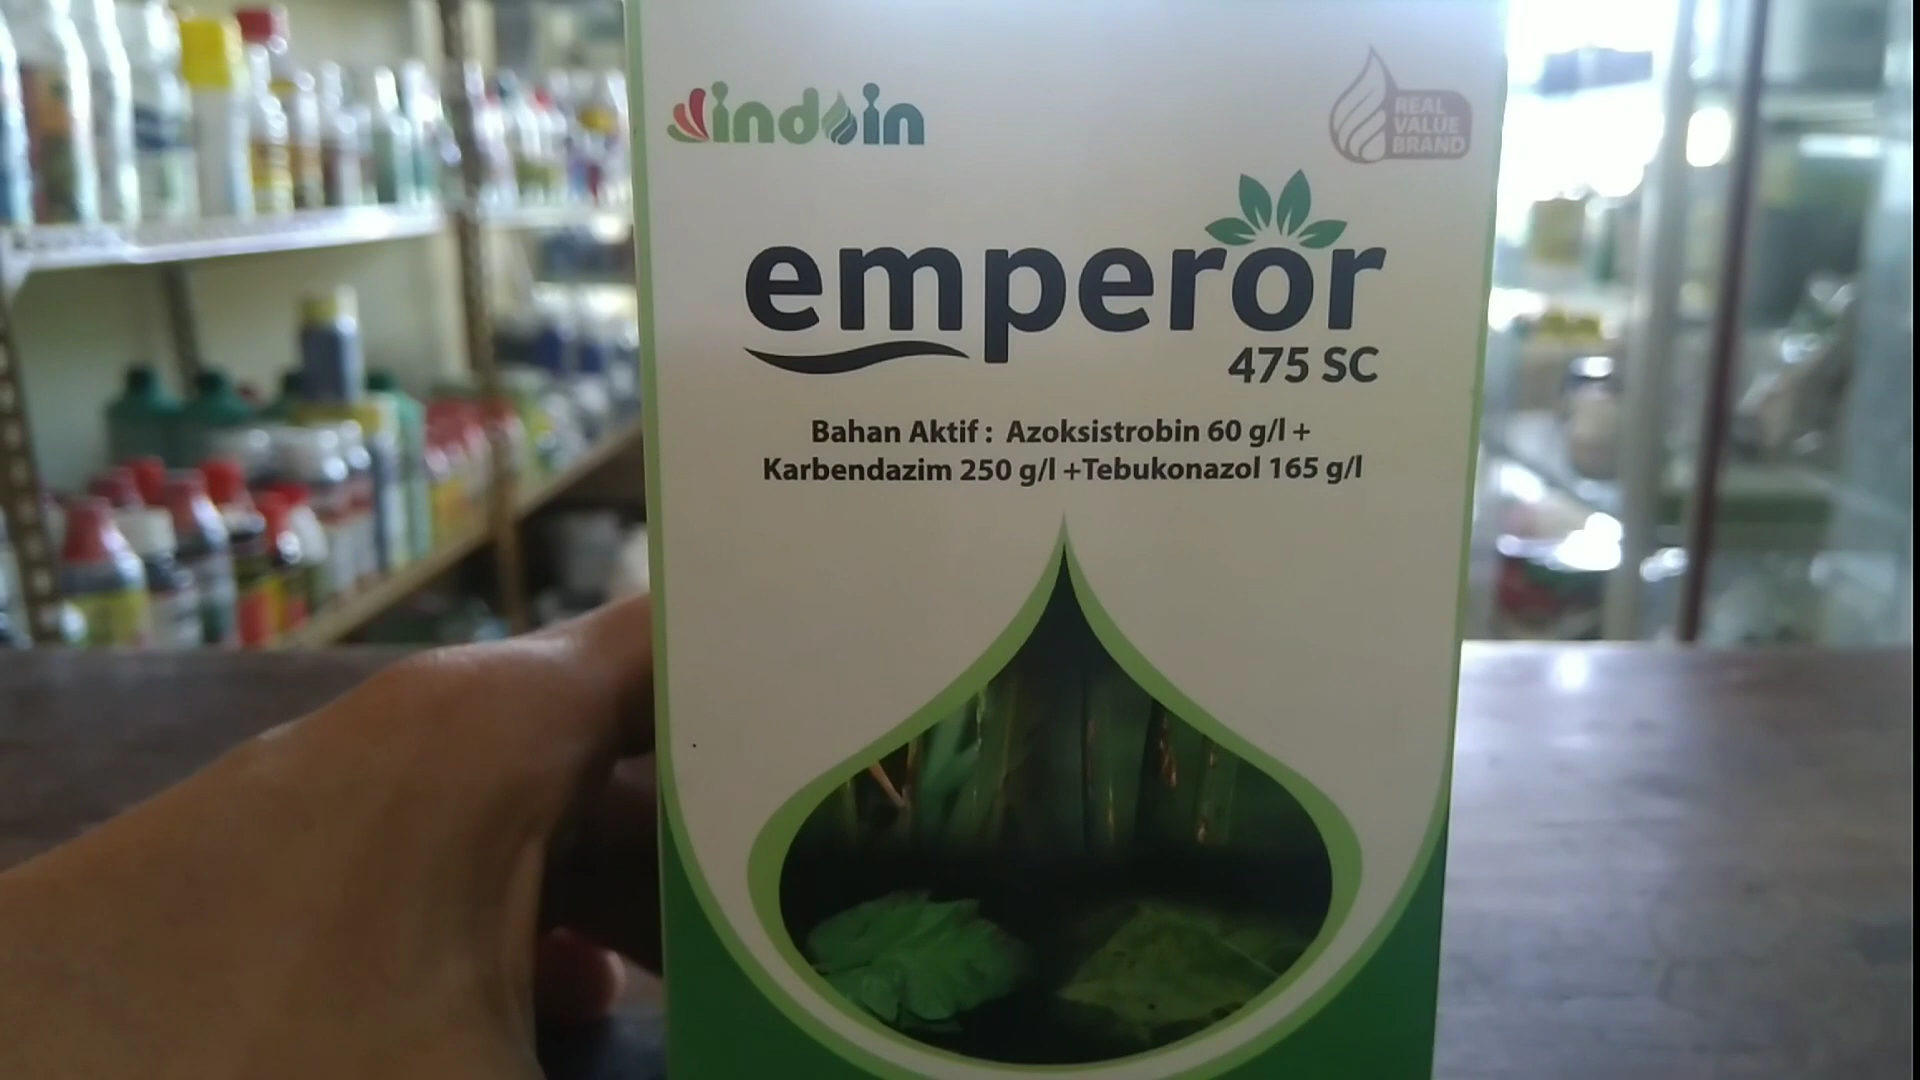 indoin
REAL
VALUE
BRAND
emperor
475 SC
Bahan Aktif : Azoksistrobin 60 g/l +
Karbendazim 250 g/l +Tebukonazol 165 g/l